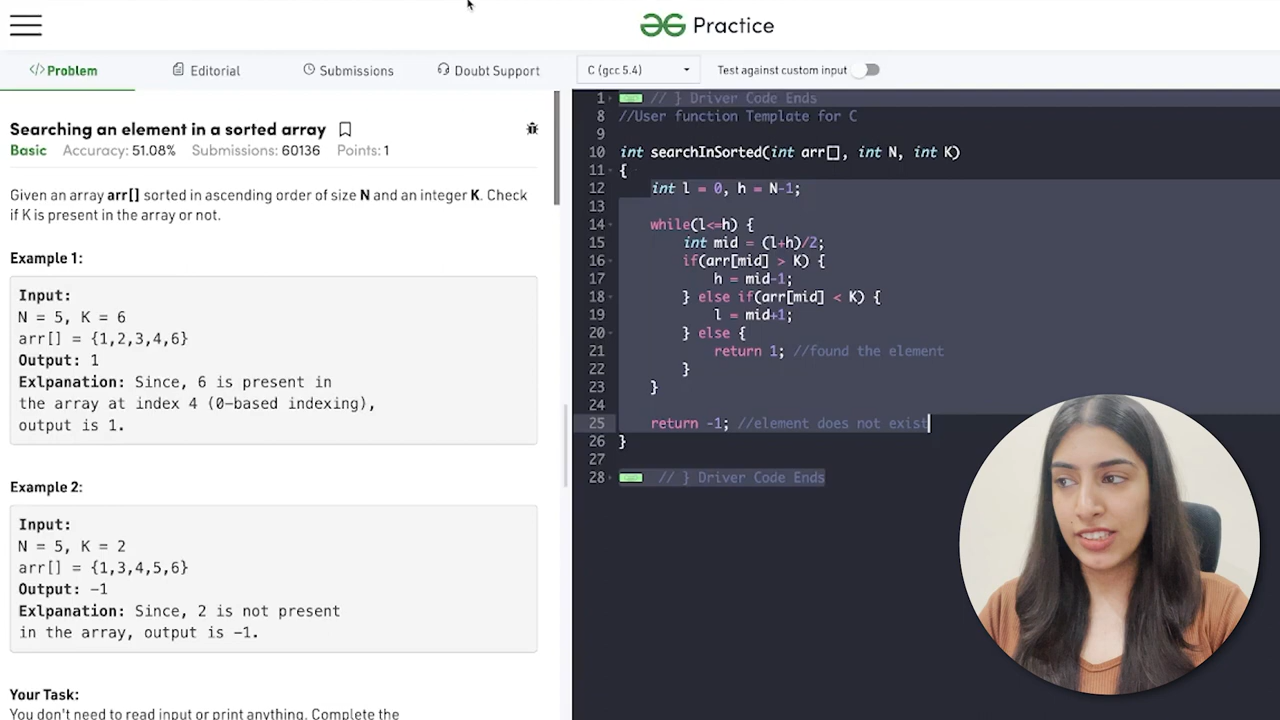 Practice
</> Problem
Editorial
Submissions
Doubt Support
C (gcc 5.4)
Test against custom input
Searching an element in a sorted array
Basic Accuracy: 51.08% Submissions: 60136 Points: 1
Given an array arr[] sorted in ascending order of size N and an integer K. Check
if K is present in the array or not.
Example 1:
Input:
N = 5, K = 6
arr[] = {1,2,3,4,6}
Output: 1
Exlpanation: Since, 6 is present in
the array at index 4 (0-based indexing),
output is 1.
Example 2:
Input:
N = 5, K = 2
arr[] = {1,3,4,5,6}
Output: -1
Exlpanation: Since, 2 is not present
in the array, output is -1.
Your Task:
You don't need to read input or print anything. Complete the
1 // } Driver Code Ends
8 //User function Template for C
9
10 int searchInSorted(int arr[], int N, int K)
11 {
12 int l = 0, h = N-1;
13
14 while(l<=h) {
15 int mid = (l+h)/2;
16 if(arr[mid] > K) {
17 h = mid-1;
18 } else if(arr[mid] < K) {
19 l = mid+1;
20 } else {
21 return 1; //found the element
22 }
23 }
24
25 return -1; //element does not exist
26 }
27
28 // } Driver Code Ends